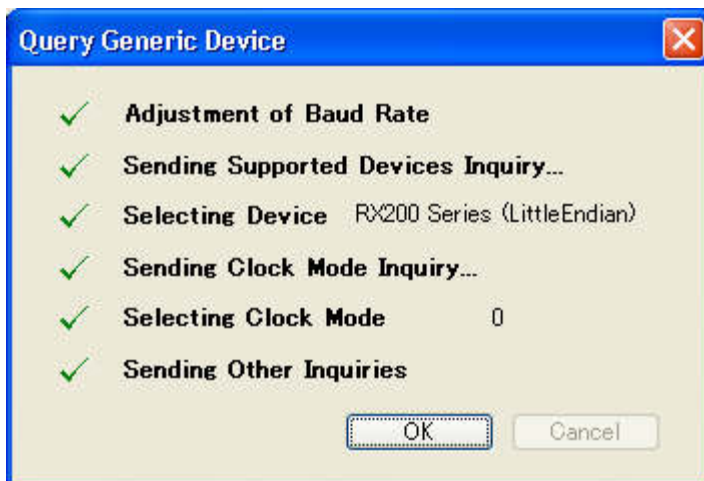 Query Generic Device
Adjustment of Baud Rate
Sending Supported Devices Inquiry...
Selecting Device RX200 Series (LittleEndian)
Sending Clock Mode Inquiry...
Selecting Clock Mode 0
Sending Other Inquiries
OK Cancel